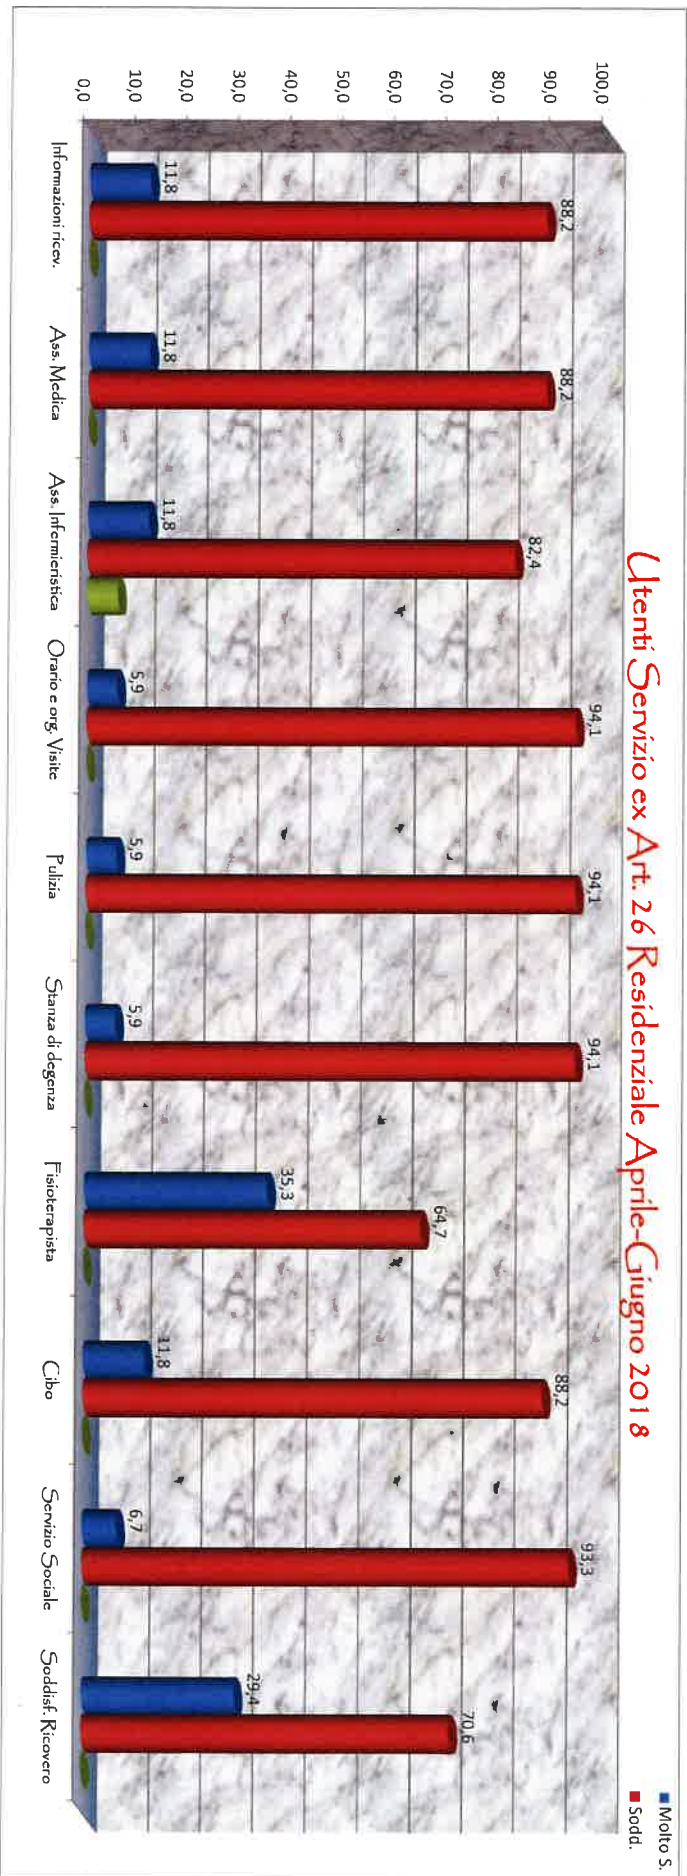 Utenti Servizio ex Art. 26 Residenziale Aprile-Giugno 2018
Molto S.
Sodd.
100,0
90,0
80,0
70,0
60,0
50,0
40,0
30,0
20,0
10,0
0,0
11,8
88,2
11,8
88,2
11,8
82,4
5,9
94,1
5,9
94,1
5,9
94,1
35,3
64,7
11,8
88,2
6,7
93,3
29,4
70,6
Informazioni ricev.
Ass. Medica
Ass. Infermieristica
Orario e org. Visite
Pulizia
Stanza di degenza
Fisioterapista
Cibo
Servizio Sociale
Soddisf. Ricovero